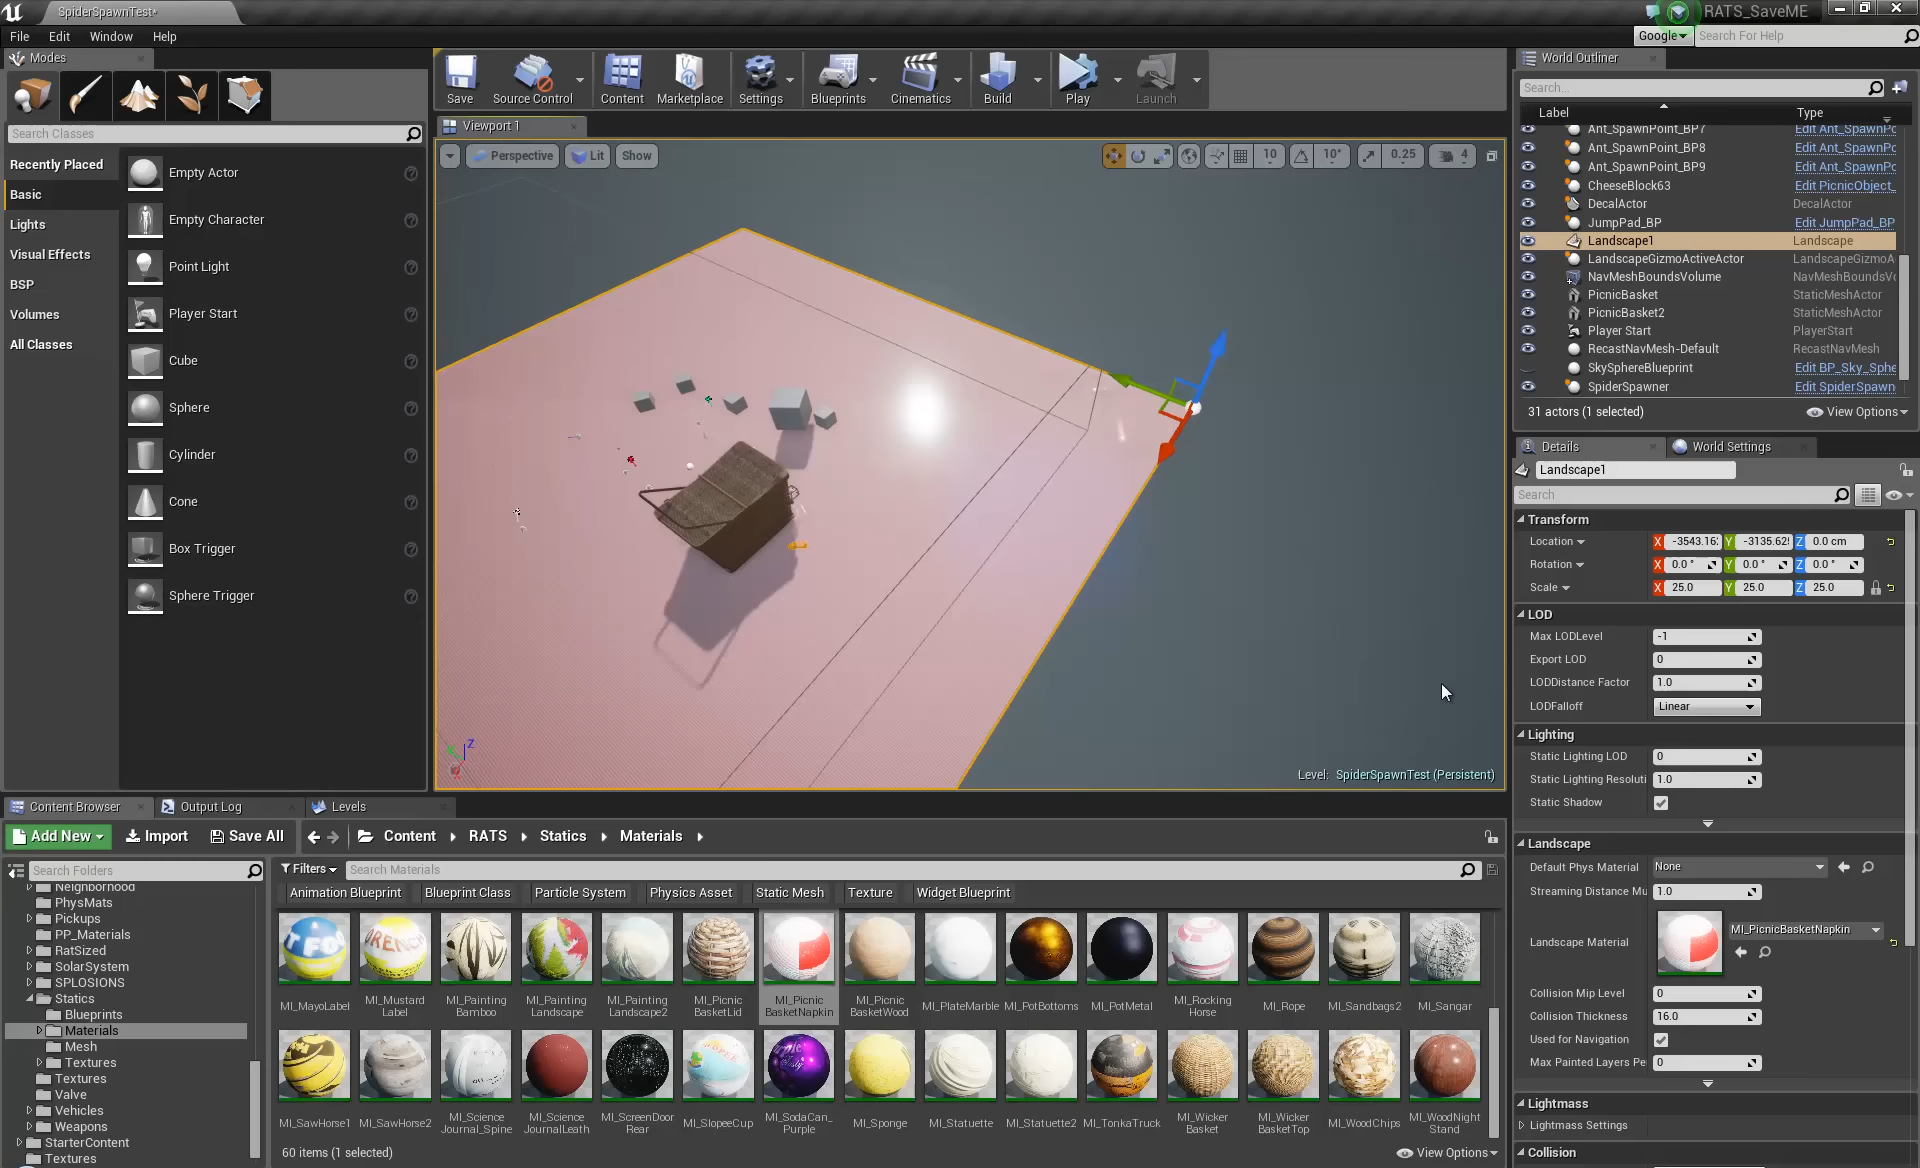 SpiderSpawnTest*
RATS_SaveME
File Edit Window Help
Google Search For Help
Modes
Search Classes
Recently Placed
Basic
Lights
Visual Effects
BSP
Volumes
All Classes
Empty Actor
Empty Character
Point Light
Player Start
Cube
Sphere
Cylinder
Cone
Box Trigger
Sphere Trigger
Save Source Control Content Marketplace Settings Blueprints Cinematics Build Play Launch
Viewport 1
Perspective Lit Show
10 10° 0.25 4
Z
Level: SpiderSpawnTest (Persistent)
World Outliner
Search...
Label Type
Ant_SpawnPoint_BP7 Edit Ant_SpawnPo
Ant_SpawnPoint_BP8 Edit Ant_SpawnPo
Ant_SpawnPoint_BP9 Edit Ant_SpawnPo
CheeseBlock63 Edit PicnicObject_
DecalActor DecalActor
JumpPad_BP Edit JumpPad_BP
Landscape1 Landscape
LandscapeGizmoActiveActor LandscapeGizmoA
NavMeshBoundsVolume NavMeshBoundsVo
PicnicBasket StaticMeshActor
PicnicBasket2 StaticMeshActor
Player Start PlayerStart
RecastNavMesh-Default RecastNavMesh
SkySphereBlueprint Edit BP_Sky_Sphe
SpiderSpawner Edit SpiderSpawn
31 actors (1 selected) View Options
Details World Settings
Landscape1
Search
Transform
Location X -3543.16 Y -3135.62 Z 0.0 cm
Rotation X 0.0 ° Y 0.0 ° Z 0.0 °
Scale X 25.0 Y 25.0 Z 25.0
LOD
Max LODLevel -1
Export LOD 0
LODDistance Factor 1.0
LODFalloff Linear
Lighting
Static Lighting LOD 0
Static Lighting Resoluti 1.0
Static Shadow
Landscape
Default Phys Material None
Streaming Distance Mu 1.0
Landscape Material MI_PicnicBasketNapkin
Collision Mip Level 0
Collision Thickness 16.0
Used for Navigation
Max Painted Layers Pe 0
Lightmass
Lightmass Settings
Collision
Content Browser Output Log Levels
Add New Import Save All Content RATS Statics Materials
Search Folders
Neighborhood
PhysMats
Pickups
PP_Materials
RatSized
SolarSystem
SPLOSIONS
Statics
Blueprints
Materials
Mesh
Textures
Textures
Valve
Vehicles
Weapons
StarterContent
Textures
Filters Search Materials
Animation Blueprint Blueprint Class Particle System Physics Asset Static Mesh Texture Widget Blueprint
MI_MayoLabel MI_Mustard Label MI_Painting Bamboo MI_Painting Landscape MI_Painting Landscape2 MI_Picnic BasketLid MI_Picnic BasketNapkin MI_Picnic BasketWood MI_PlateMarble MI_PotBottoms MI_PotMetal MI_Rocking Horse MI_Rope MI_Sandbags2 MI_Sangar
MI_SawHorse1 MI_SawHorse2 MI_Science Journal_Spine MI_Science JournalLeath MI_ScreenDoor Rear MI_SlopeeCup MI_SodaCan_ Purple MI_Sponge MI_Statuette MI_Statuette2 MI_TonkaTruck MI_Wicker Basket MI_Wicker BasketTop MI_WoodChips MI_WoodNight Stand
60 items (1 selected) View Options